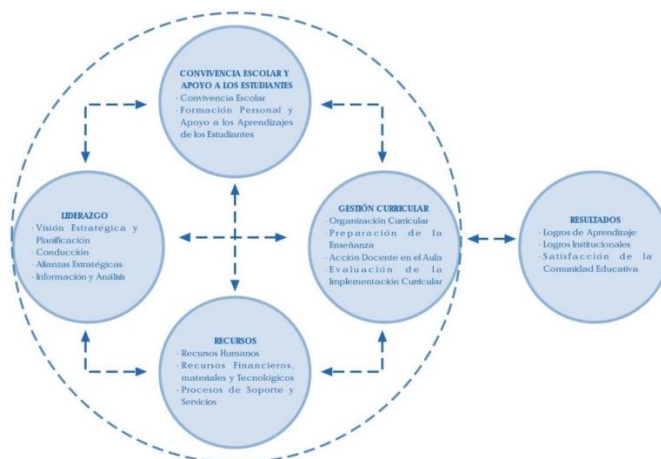 CONVIVENCIA ESCOLAR Y
APOYO A LOS ESTUDIANTES
· Convivencia Escolar
· Formación Personal y
Apoyo a los Aprendizajes
de los Estudiantes
LIDERAZGO
· Visión Estratégica y
Planificación
· Conducción
· Alianzas Estratégicas
· Información y Análisis
GESTIÓN CURRICULAR
· Organización Curricular
· Preparación de la
Enseñanza
· Acción Docente en el Aula
· Evaluación de la
Implementación Curricular
RESULTADOS
· Logros de Aprendizaje
· Logros Institucionales
· Satisfacción de la
Comunidad Educativa
RECURSOS
· Recursos Humanos
· Recursos Financieros,
materiales y Tecnológicos
· Procesos de Soporte y
Servicios